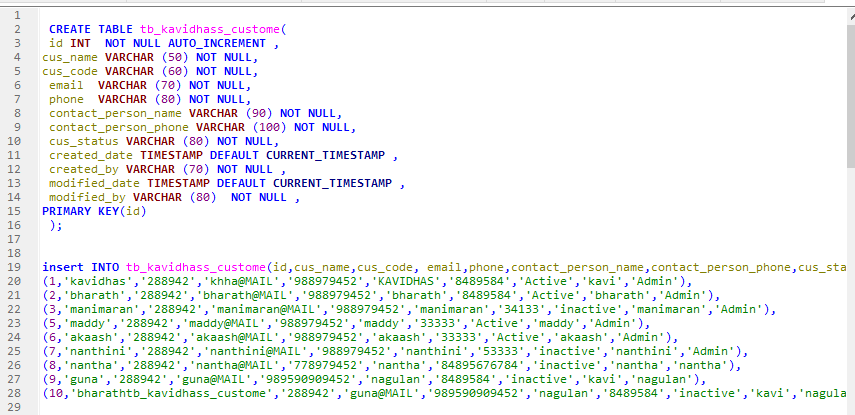 1
2 CREATE TABLE tb_kavidhass_custome(
3 id INT NOT NULL AUTO_INCREMENT ,
4 cus_name VARCHAR (50) NOT NULL,
5 cus_code VARCHAR (60) NOT NULL,
6 email VARCHAR (70) NOT NULL,
7 phone VARCHAR (80) NOT NULL,
8 contact_person_name VARCHAR (90) NOT NULL,
9 contact_person_phone VARCHAR (100) NOT NULL,
10 cus_status VARCHAR (80) NOT NULL,
11 created_date TIMESTAMP DEFAULT CURRENT_TIMESTAMP ,
12 created_by VARCHAR (70) NOT NULL ,
13 modified_date TIMESTAMP DEFAULT CURRENT_TIMESTAMP ,
14 modified_by VARCHAR (80) NOT NULL ,
15 PRIMARY KEY(id)
16 );
17
18
19 insert INTO tb_kavidhass_custome(id,cus_name,cus_code, email,phone,contact_person_name,contact_person_phone,cus_sta
20 (1,'kavidhas','288942','khha@MAIL','988979452','KAVIDHAS','8489584','Active','kavi','Admin'),
21 (2,'bharath','288942','bharath@MAIL','988979452','bharath','8489584','Active','bharath','Admin'),
22 (3,'manimaran','288942','manimaran@MAIL','988979452','manimaran','34133','inactive','manimaran','Admin'),
23 (5,'maddy','288942','maddy@MAIL','988979452','maddy','33333','Active','maddy','Admin'),
24 (6,'akaash','288942','akaash@MAIL','988979452','akaash','33333','Active','akaash','Admin'),
25 (7,'nanthini','288942','nanthini@MAIL','988979452','nanthini','53333','inactive','nanthini','Admin'),
26 (8,'nantha','288942','nantha@MAIL','778979452','nantha','84895676784','inactive','nantha','nantha'),
27 (9,'guna','288942','guna@MAIL','989590909452','nagulan','8489584','inactive','kavi','nagulan'),
28 (10,'bharathtb_kavidhass_custome','288942','guna@MAIL','989590909452','nagulan','8489584','inactive','kavi','nagula
29